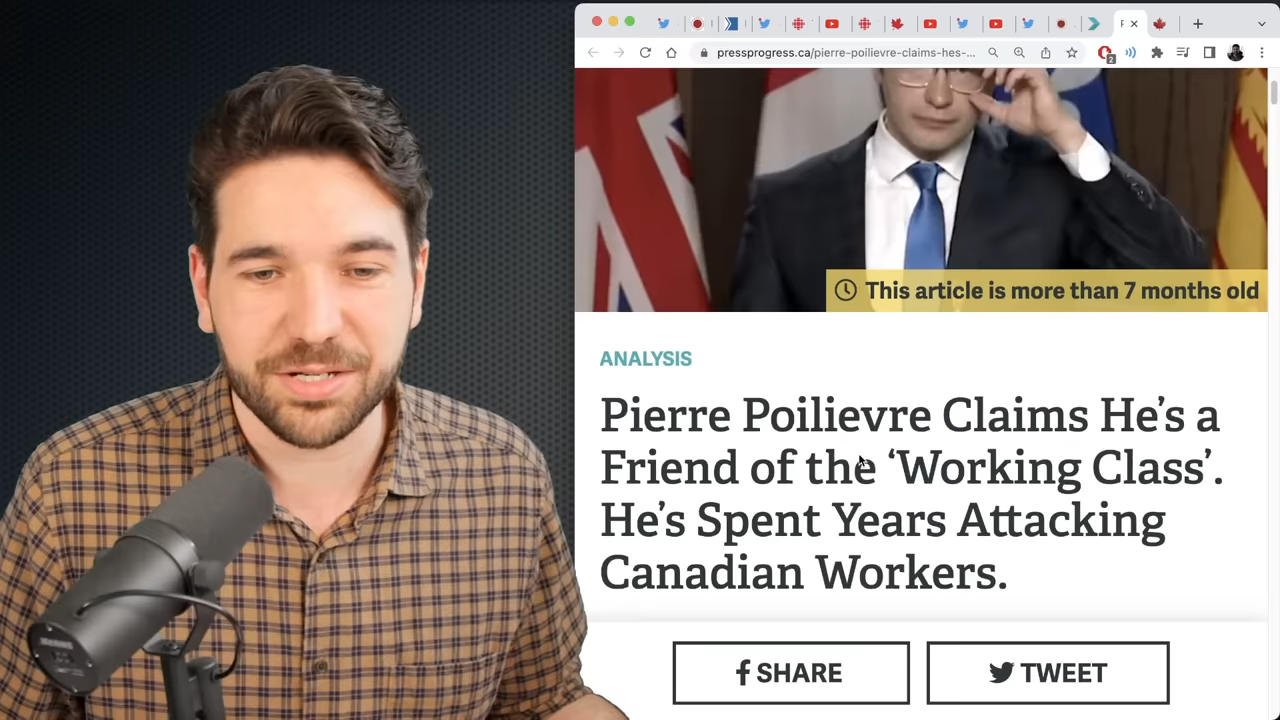 P
pressprogress.ca/pierre-poilievre-claims-hes-...
2
This article is more than 7 months old
ANALYSIS
Pierre Poilievre Claims He's a
Friend of the ‘Working Class’.
He's Spent Years Attacking
Canadian Workers.
SHARE
TWEET